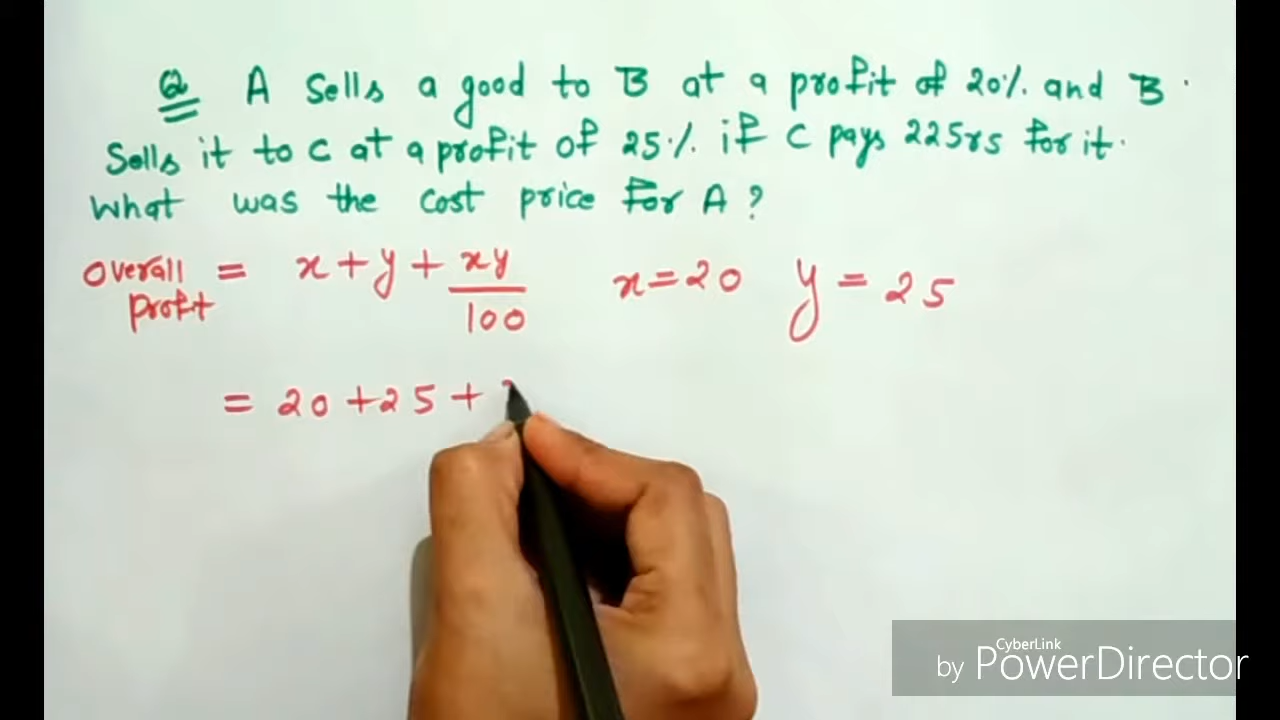 Q A sells a good to B at a profit of 20% and B
sells it to C at a profit of 25% if C pays 225rs for it.
What was the cost price for A?
Overall profit = x+y+xy/100 x=20 y=25
= 20+25+
CyberLink
by PowerDirector